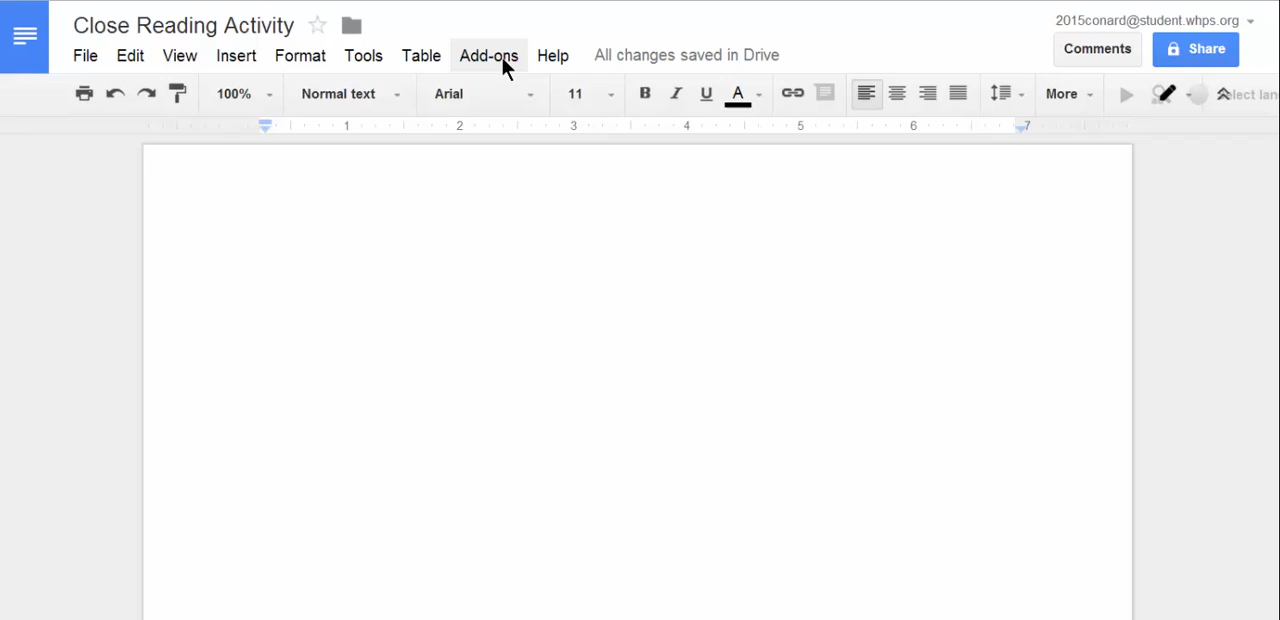 Close Reading Activity
2015conard@student.whps.org
File Edit View Insert Format Tools Table Add-ons Help All changes saved in Drive
Comments Share
100% Normal text Arial 11 B I U A More
1 2 3 4 5 6 7